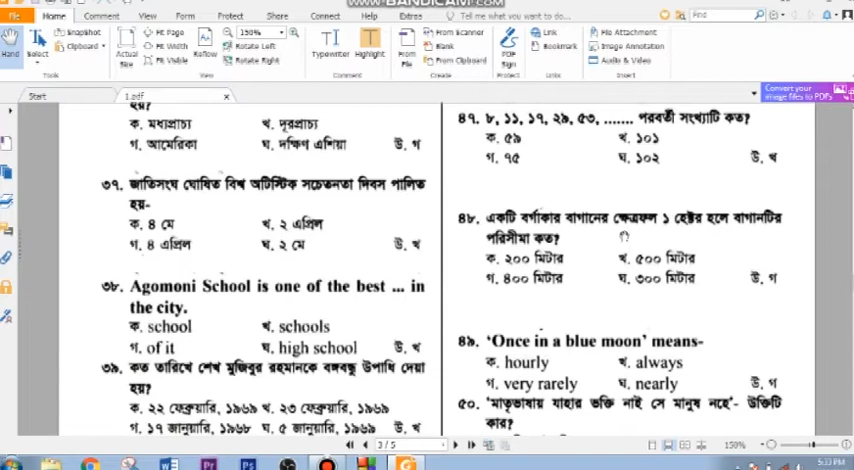 BANDICAM.COM
File Home Comment View Form Protect Share Connect Help Extras Tell me what you want to do... Find
Hand Select SnapShot Clipboard Actual Size Fit Page Fit Width Fit Visible Reflow 150% Rotate Left Rotate Right Typewriter Highlight From File From Scanner Blank From Clipboard PDF Sign Link Bookmark File Attachment Image Annotation Audio & Video
Tools View Comment Create Protect Links Insert
Start 1.pdf Convert your image files to PDFs
হয়?
ক. মধ্যপ্রাচ্য খ. দূরপ্রাচ্য
গ. আমেরিকা ঘ. দক্ষিণ এশিয়া উ. গ
৩৭. জাতিসংঘ ঘোষিত বিশ্ব অটিস্টিক সচেতনতা দিবস পালিত
হয়-
ক. ৪ মে খ. ২ এপ্রিল
গ. ৪ এপ্রিল ঘ. ২ মে উ. খ
৩৮. Agomoni School is one of the best ... in
the city.
ক. school খ. schools
গ. of it ঘ. high school উ. খ
৩৯. কত তারিখে শেখ মুজিবুর রহমানকে বঙ্গবন্ধু উপাধি দেয়া
হয়?
ক. ২২ ফেব্রুয়ারি, ১৯৬৯ খ. ২৩ ফেব্রুয়ারি, ১৯৬৯
গ. ১৭ জানুয়ারি, ১৯৬৮ ঘ. ৫ জানুয়ারি, ১৯৬৯ উ. খ
৪৭. ৮, ১১, ১৭, ২৯, ৫৩, ....... পরবর্তী সংখ্যাটি কত?
ক. ৫৯ খ. ১০১
গ. ৭৫ ঘ. ১০২ উ. খ
৪৮. একটি বর্গাকার বাগানের ক্ষেত্রফল ১ হেক্টর হলে বাগানটির
পরিসীমা কত?
ক. ২০০ মিটার খ. ৫০০ মিটার
গ. ৪০০ মিটার ঘ. ৩০০ মিটার উ. গ
৪৯. ‘Once in a blue moon’ means-
ক. hourly খ. always
গ. very rarely ঘ. nearly উ. গ
৫০. ‘মাতৃভাষায় যাহার ভক্তি নাই সে মানুষ নহে’- উক্তিটি
কার?
3 / 5 150%
5:33 PM